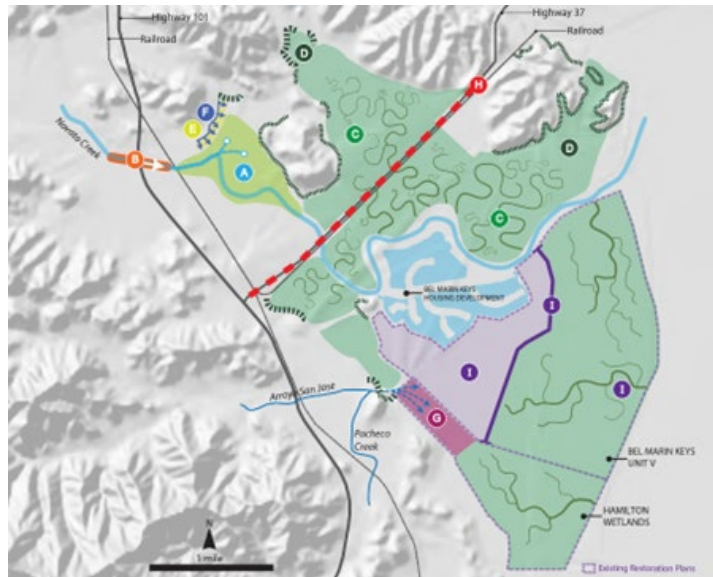 Highway 101
Railroad
Highway 37
Railroad
D
F
E
Novato Creek
B
A
C
H
D
C
BEL MARIN KEYS
HOUSING DEVELOPMENT
I
I
I
Arroyo San Jose
G
Pacheco
Creek
BEL MARIN KEYS
UNIT V
HAMILTON
WETLANDS
N
1 mile
Existing Restoration Plans